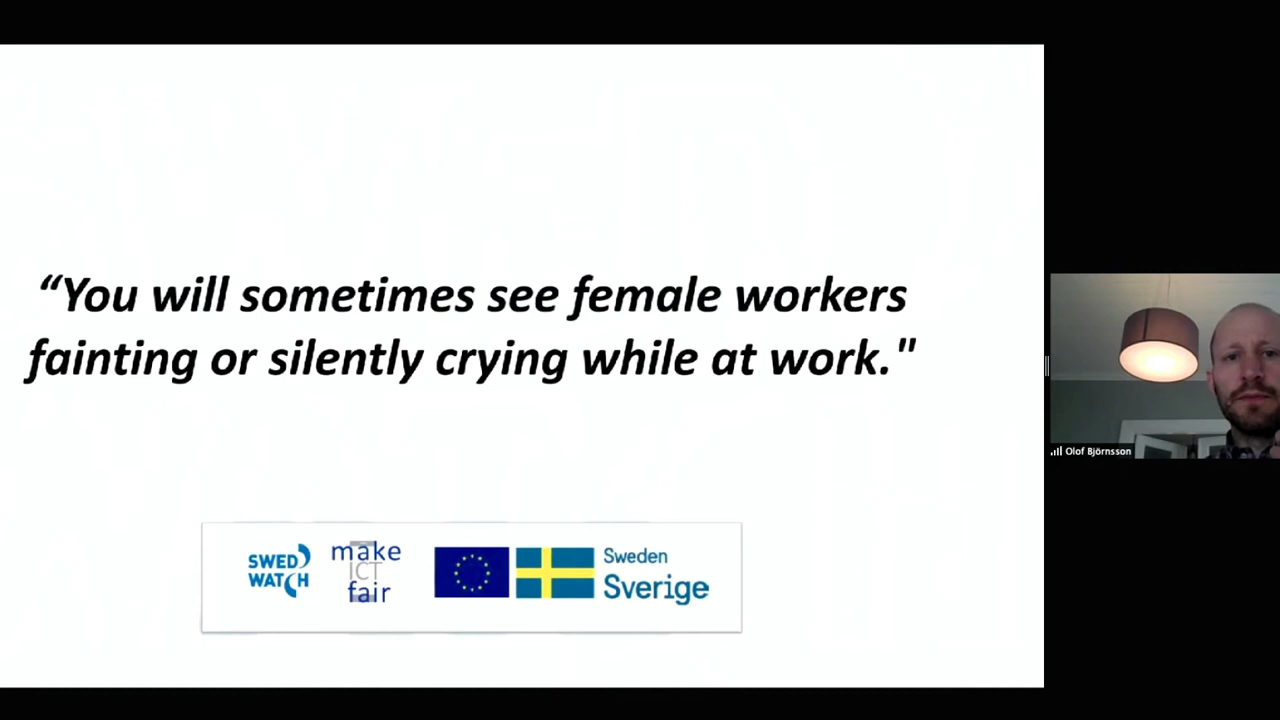 “You will sometimes see female workers
fainting or silently crying while at work."
SWED
WATCH
make
ICT
fair
Sweden
Sverige
Olof Björnsson